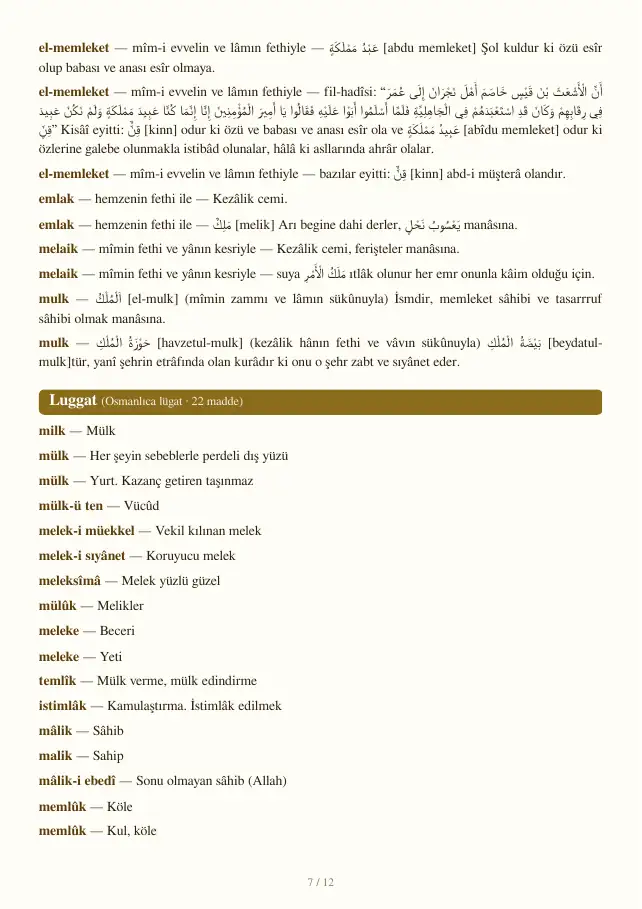 el-memleket — mîm-i evvelin ve lâmın fethiyle — عَبْدُ مَمْلَكَةٍ [abdu memleket] Şol kuldur ki özü esîr
olup babası ve anası esîr olmaya.
el-memleket — mîm-i evvelin ve lâmın fethiyle — fil-hadîsi: “أَنَّ الْأَشْعَثَ بْن قَيْسٍ خَاصَمَ أَهْلَ نَجْرَانَ إِلَى عُمَرَ
فِي رِقَابِهِمْ وَكَانَ قَدِ اسْتَعْبَدَهُمْ فِي الْجَاهِلِيَّةِ فَلَمَّا أَسْلَمُوا أَبَوْا عَلَيْهِ فَقَالُوا يَا أَمِيرَ الْمُؤْمِنِينَ إِنَّا إِنَّمَا كُنَّا عَبِيدَ مَمْلَكَةٍ وَلَمْ نَكُنْ عَبِيدَ
قِنٍّ” Kisâî eyitti: قِنٌّ [kinn] odur ki özü ve babası ve anası esîr ola ve عَبِيدُ مَمْلَكَةٍ [abîdu memleket] odur ki
özlerine galebe olunmakla istibâd olunalar, hâlâ ki asllarında ahrâr olalar.
el-memleket — mîm-i evvelin ve lâmın fethiyle — bazılar eyitti: قِنٌّ [kinn] abd-i müşterâ olandır.
emlak — hemzenin fethi ile — Kezâlik cemi.
emlak — hemzenin fethi ile — مَلِكٌ [melik] Arı begine dahi derler, يَعْسُوبُ نَحْلٍ manâsına.
melaik — mîmin fethi ve yânın kesriyle — Kezâlik cemi, ferişteler manâsına.
melaik — mîmin fethi ve yânın kesriyle — suya مَلَكُ الْأَمْرِ ıtlâk olunur her emr onunla kâim olduğu için.
mulk — اَلْمُلْكُ [el-mulk] (mîmin zammı ve lâmın sükûnuyla) İsmdir, memleket sâhibi ve tasarrruf
sâhibi olmak manâsına.
mulk — حَوْزَةُ الْمُلْكِ [havzetul-mulk] (kezâlik hânın fethi ve vâvın sükûnuyla) بَيْضَةُ الْمُلْكِ [beydatul-
mulk]tür, yanî şehrin etrâfında olan kurâdır ki onu o şehr zabt ve sıyânet eder.
Luggat (Osmanlıca lügat · 22 madde)
milk — Mülk
mülk — Her şeyin sebeblerle perdeli dış yüzü
mülk — Yurt. Kazanç getiren taşınmaz
mülk-ü ten — Vücûd
melek-i müekkel — Vekil kılınan melek
melek-i sıyânet — Koruyucu melek
meleksîmâ — Melek yüzlü güzel
mülûk — Melikler
meleke — Beceri
meleke — Yeti
temlîk — Mülk verme, mülk edindirme
istimlâk — Kamulaştırma. İstimlâk edilmek
mâlik — Sâhib
malik — Sahip
mâlik-i ebedî — Sonu olmayan sâhib (Allah)
memlûk — Köle
memlûk — Kul, köle
7 / 12